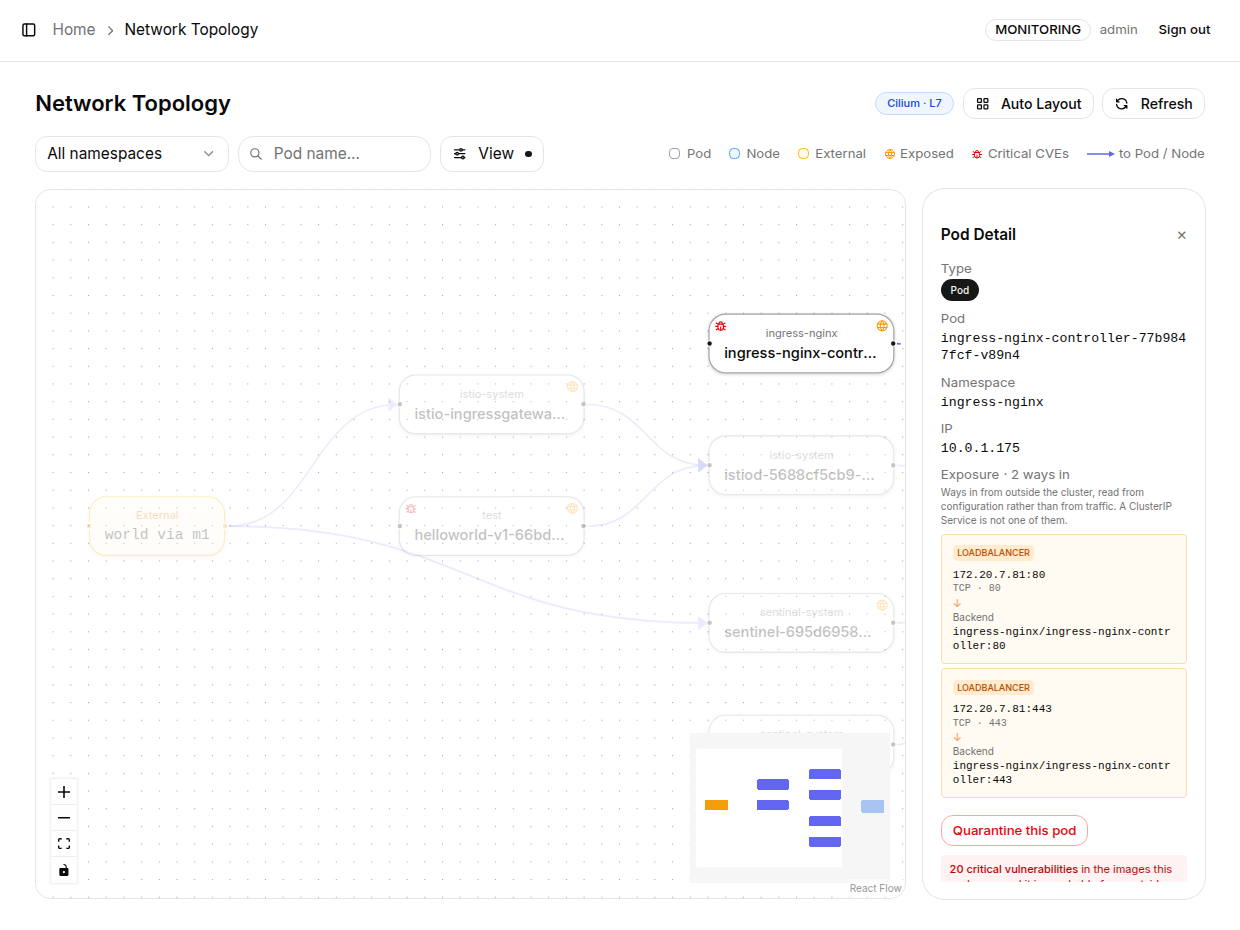 Home
Network Topology
MONITORING
admin
Sign out
Network Topology
Cilium · L7
Auto Layout
Refresh
All namespaces
Pod name...
View
Pod
Node
External
Exposed
Critical CVEs
to Pod / Node
ingress-nginx
ingress-nginx-contr...
istio-system
istio-ingressgatewa...
istio-system
istiod-5688cf5cb9-...
External
world via m1
test
helloworld-v1-66bd...
sentinel-system
sentinel-695d6958...
sentinel-system
React Flow
Pod Detail
Type
Pod
Pod
ingress-nginx-controller-77b984
7fcf-v89n4
Namespace
ingress-nginx
IP
10.0.1.175
Exposure · 2 ways in
Ways in from outside the cluster, read from
configuration rather than from traffic. A ClusterIP
Service is not one of them.
LOADBALANCER
172.20.7.81:80
TCP · 80
↓
Backend
ingress-nginx/ingress-nginx-contr
oller:80
LOADBALANCER
172.20.7.81:443
TCP · 443
↓
Backend
ingress-nginx/ingress-nginx-contr
oller:443
Quarantine this pod
20 critical vulnerabilities in the images this